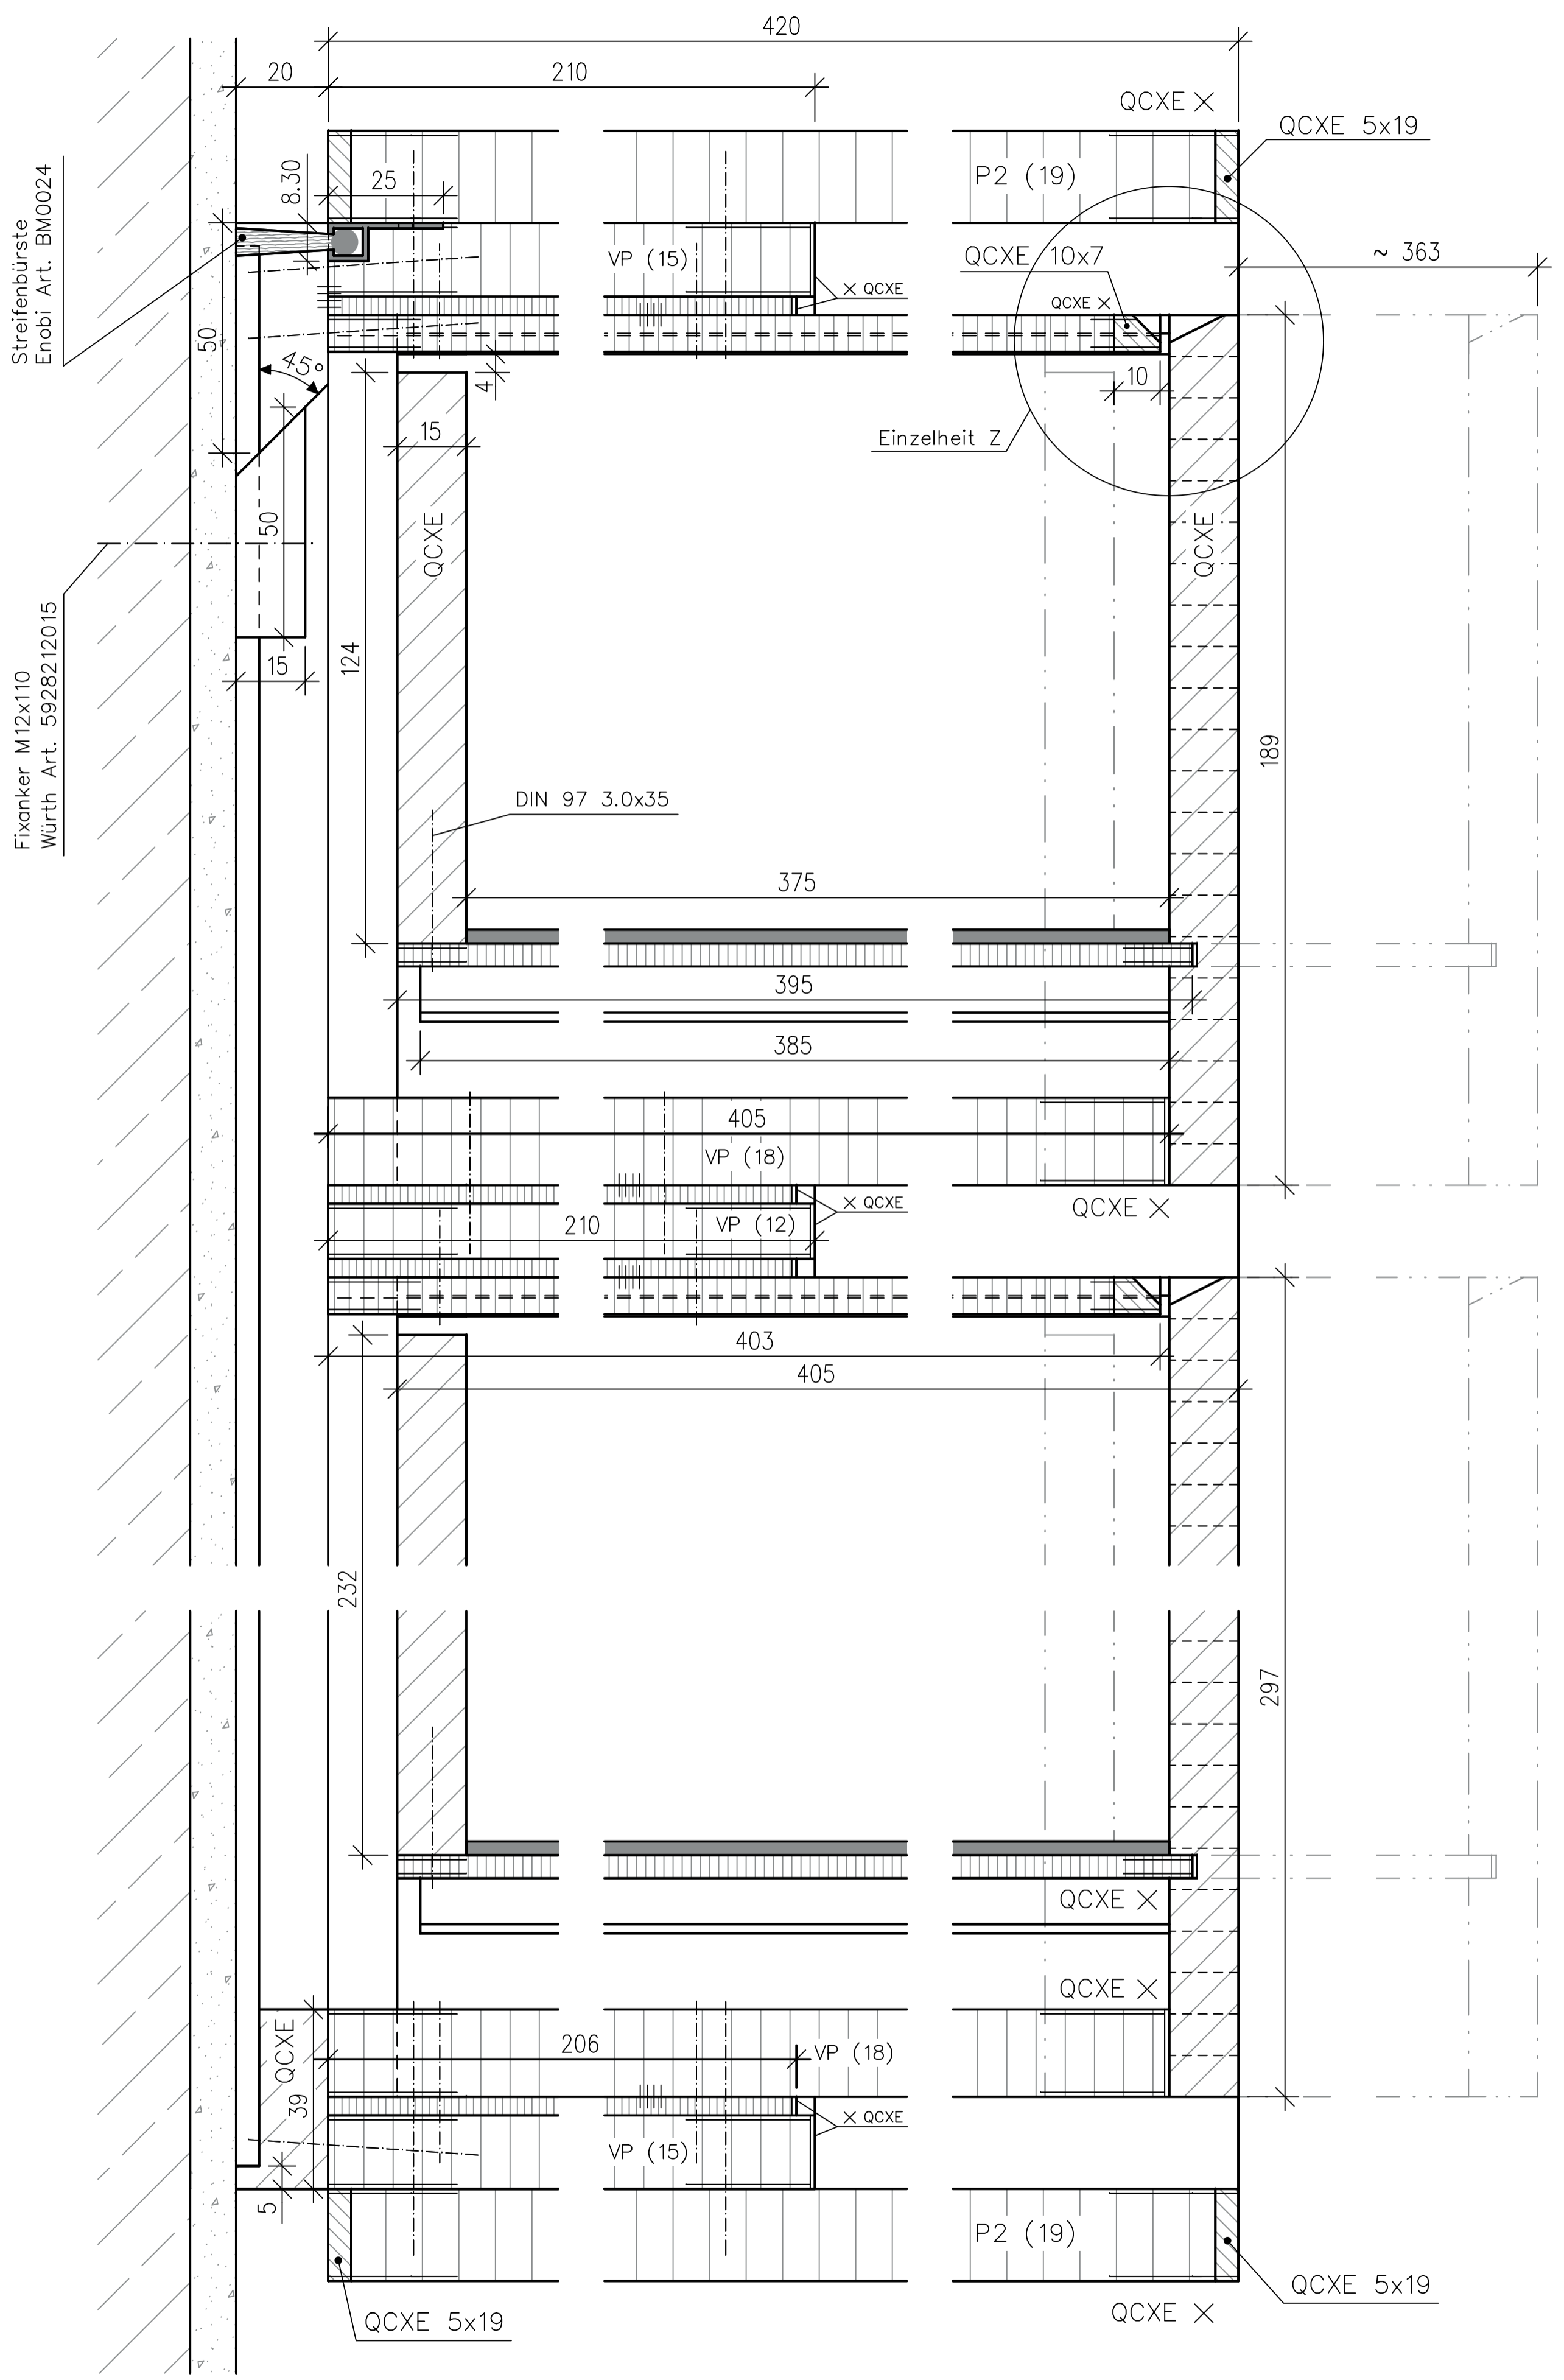 420
20
210
QCXE
QCXE 5x19
Streifenbürste
Enobi Art. BM0024
8.30
25
P2 (19)
VP (15)
QCXE 10x7
~ 363
QCXE
QCXE
50
45°
4
10
15
Einzelheit Z
50
QCXE
QCXE
Fixanker M12x110
Würth Art. 5928212015
15
124
189
DIN 97 3.0x35
375
395
385
405
VP (18)
QCXE
QCXE
210
VP (12)
403
405
232
297
QCXE
QCXE
QCXE
206
VP (18)
39
QCXE
VP (15)
5
P2 (19)
QCXE 5x19
QCXE
QCXE 5x19